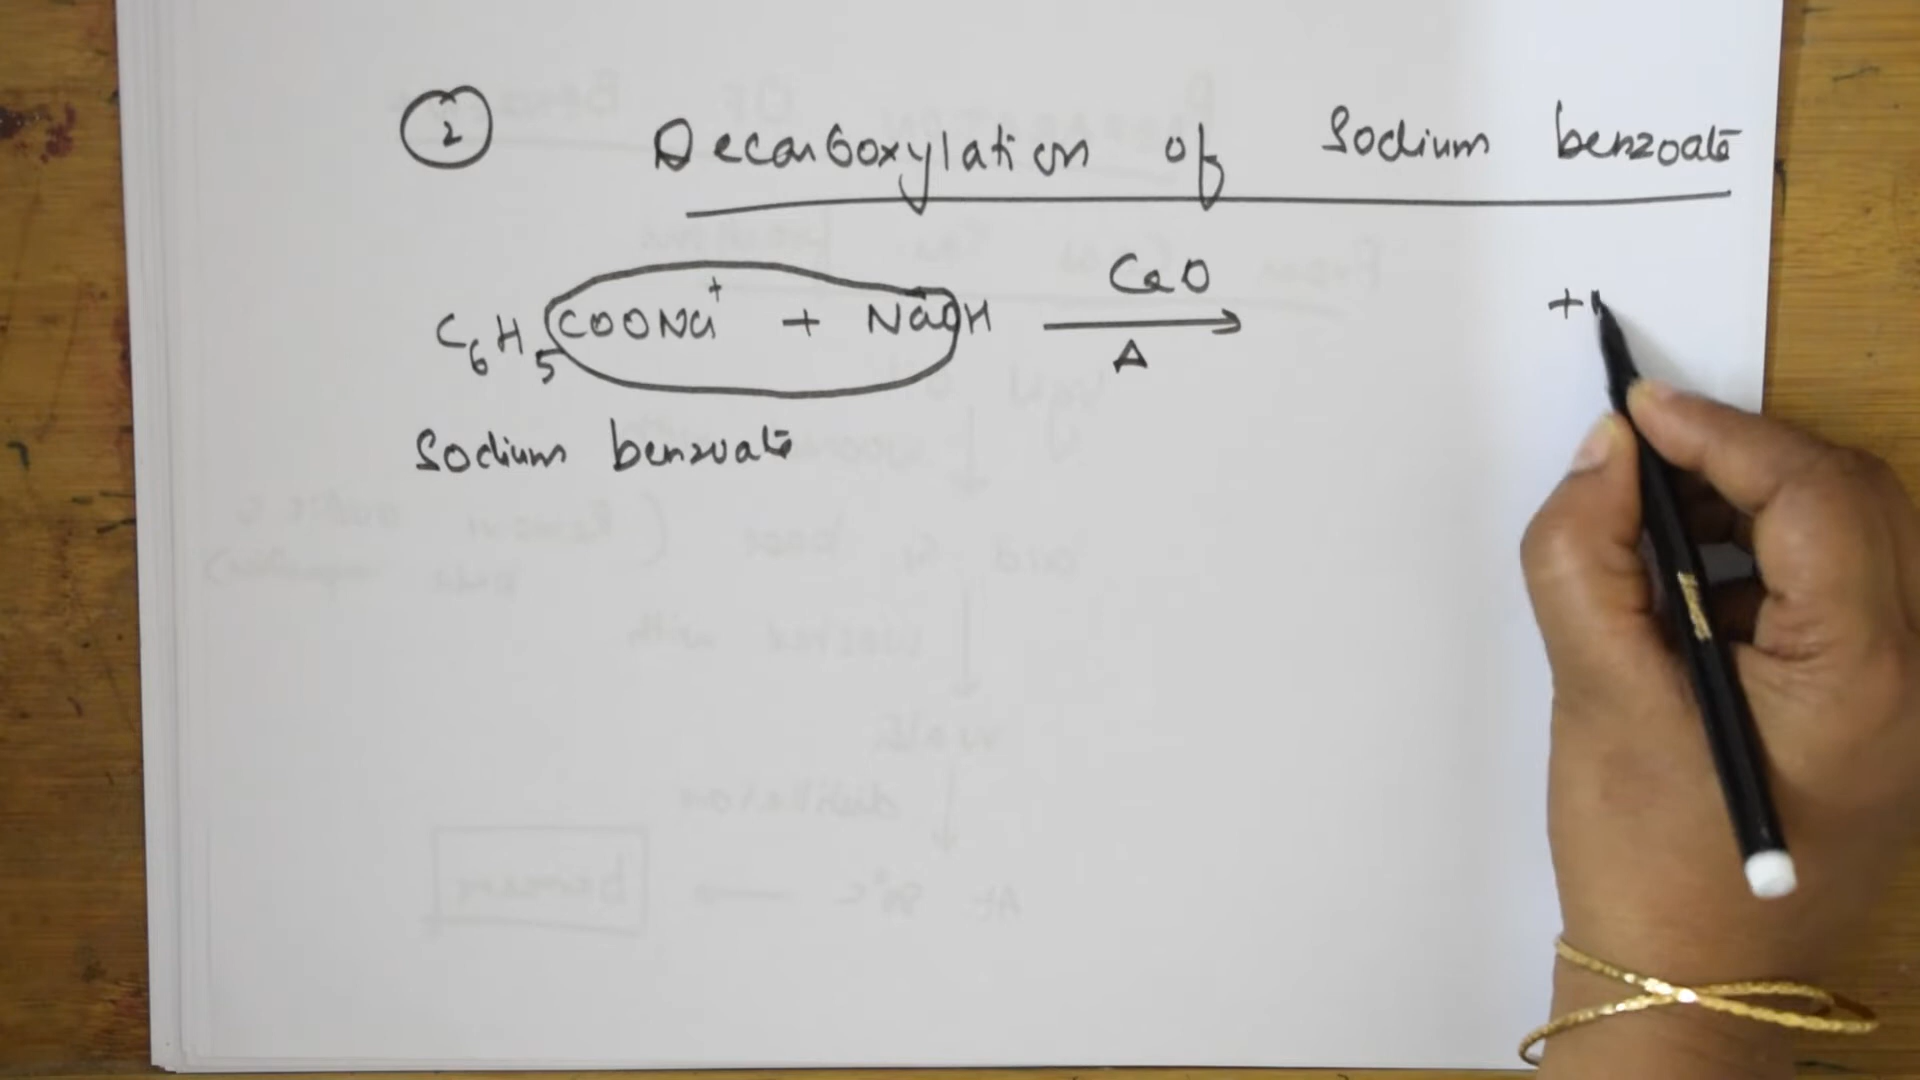 2 Decarboxylation of Sodium benzoate
C6H5COONa+ + NaOH CaO
Δ
+
Sodium benzoate